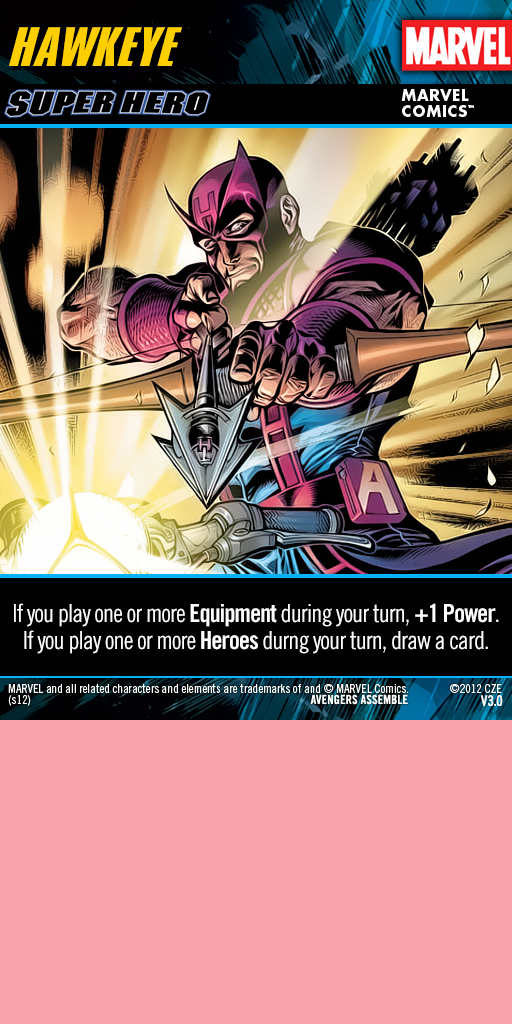 HAWKEYE
MARVEL
SUPER HERO
MARVEL
COMICS™
H
H
A
If you play one or more Equipment during your turn, +1 Power.
If you play one or more Heroes durng your turn, draw a card.
MARVEL and all related characters and elements are trademarks of and © MARVEL Comics.
©2012 CZE
(s12)
AVENGERS ASSEMBLE
V3.0